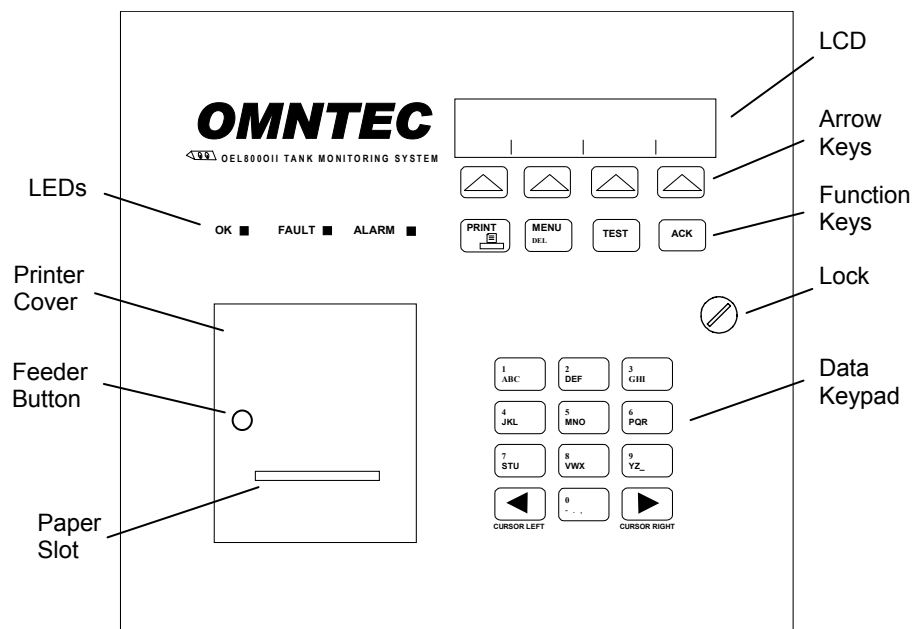 OMNTEC
OEL8000II TANK MONITORING SYSTEM
LCD
Arrow
Keys
LEDs
OK FAULT ALARM
PRINT
MENU
DEL
TEST
ACK
Function
Keys
Printer
Cover
Lock
Feeder
Button
1
ABC
2
DEF
3
GHI
Data
Keypad
4
JKL
5
MNO
6
PQR
7
STU
8
VWX
9
YZ_
0
- . ,
CURSOR LEFT
CURSOR RIGHT
Paper
Slot